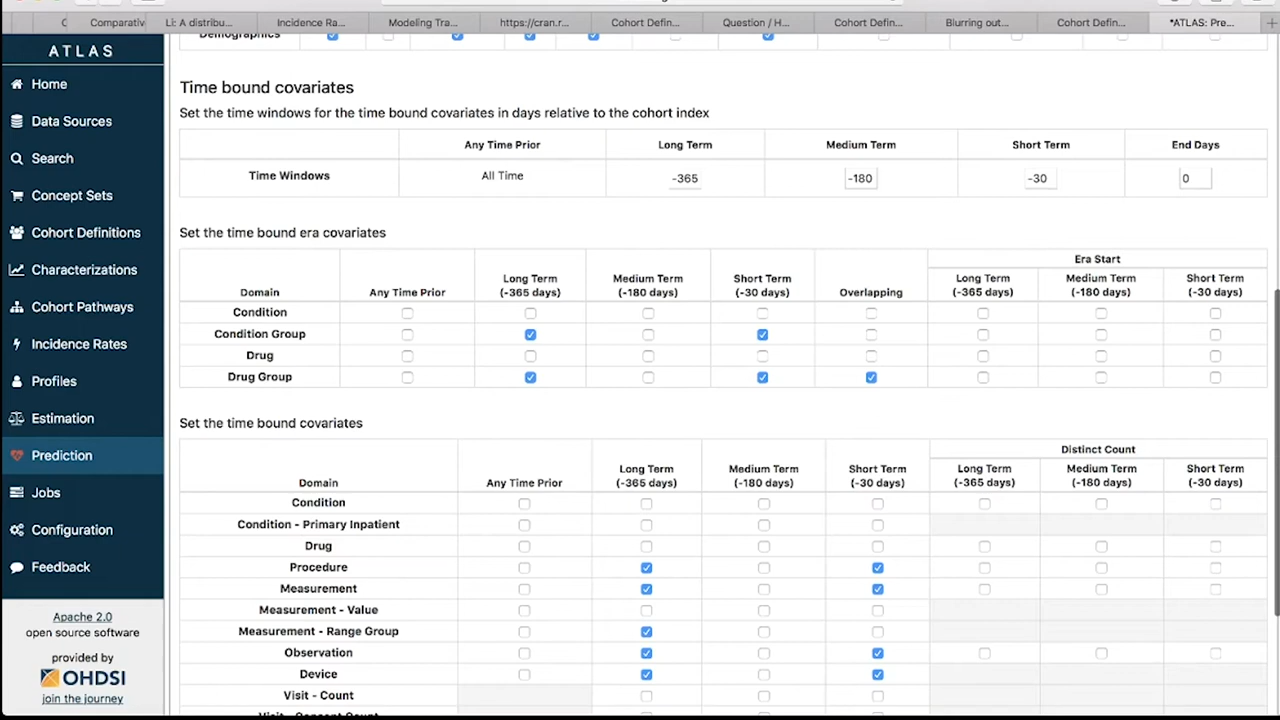 Comparativ
Li: A distribu...
Incidence Ra...
Modeling Tra...
https://cran.r...
Cohort Defin...
Question / H...
Cohort Defin...
Blurring out...
Cohort Defin...
*ATLAS: Pre...
ATLAS
Home
Data Sources
Search
Concept Sets
Cohort Definitions
Characterizations
Cohort Pathways
Incidence Rates
Profiles
Estimation
Prediction
Jobs
Configuration
Feedback
Apache 2.0
open source software
provided by
OHDSI
join the journey
Demographics
Time bound covariates
Set the time windows for the time bound covariates in days relative to the cohort index
Any Time Prior Long Term Medium Term Short Term End Days
Time Windows All Time -365 -180 -30 0
Set the time bound era covariates
Era Start
Long Term Medium Term Short Term Long Term Medium Term Short Term
Domain Any Time Prior (-365 days) (-180 days) (-30 days) Overlapping (-365 days) (-180 days) (-30 days)
Condition
Condition Group
Drug
Drug Group
Set the time bound covariates
Distinct Count
Long Term Medium Term Short Term Long Term Medium Term Short Term
Domain Any Time Prior (-365 days) (-180 days) (-30 days) (-365 days) (-180 days) (-30 days)
Condition
Condition - Primary Inpatient
Drug
Procedure
Measurement
Measurement - Value
Measurement - Range Group
Observation
Device
Visit - Count
Visit - Concept Count